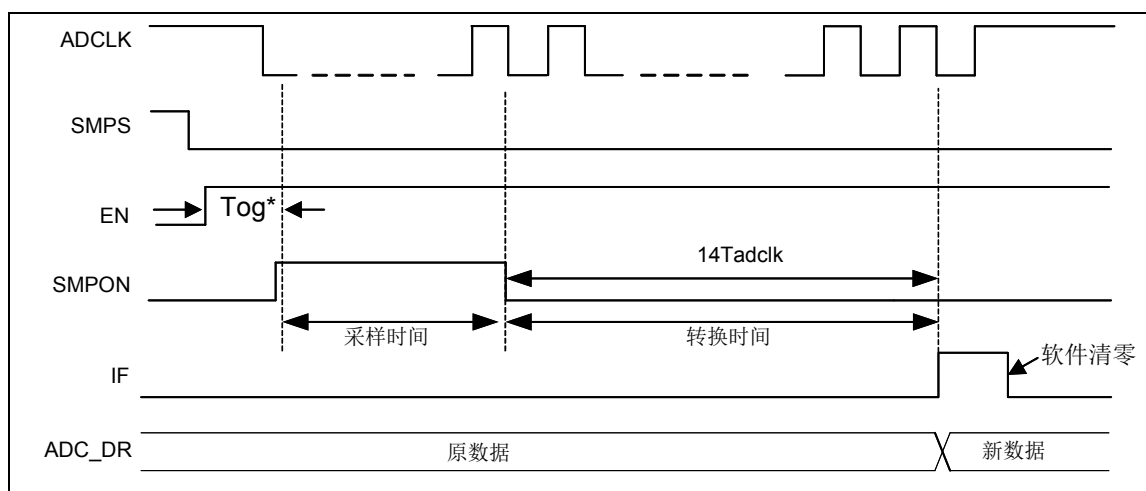 ADCLK
SMPS
EN
Tog*
SMPON
14Tadclk
采样时间
转换时间
IF
软件清零
ADC_DR
原数据
新数据